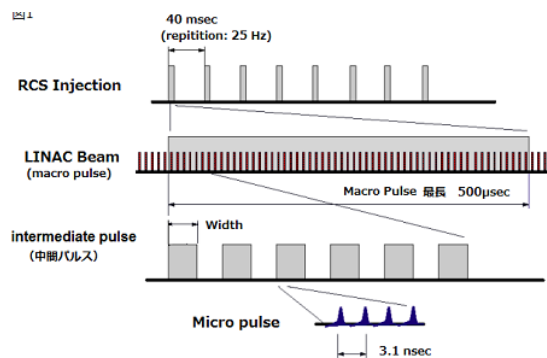 図1
40 msec
(repitition: 25 Hz)
RCS Injection
LINAC Beam
(macro pulse)
Macro Pulse 最長 500μsec
Width
intermediate pulse
(中間パルス)
Micro pulse
3.1 nsec